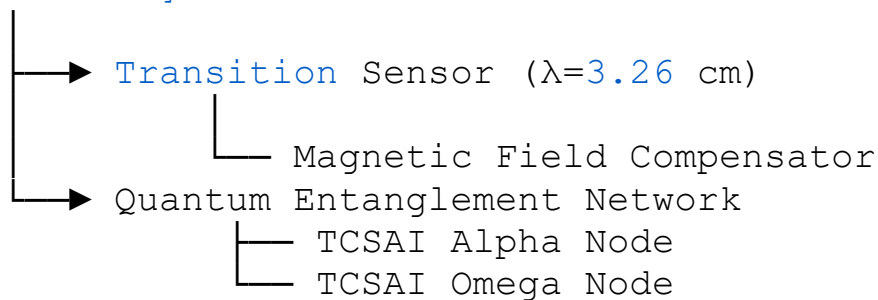 Transition Sensor (λ=3.26 cm)
Magnetic Field Compensator
Quantum Entanglement Network
TCSAI Alpha Node
TCSAI Omega Node